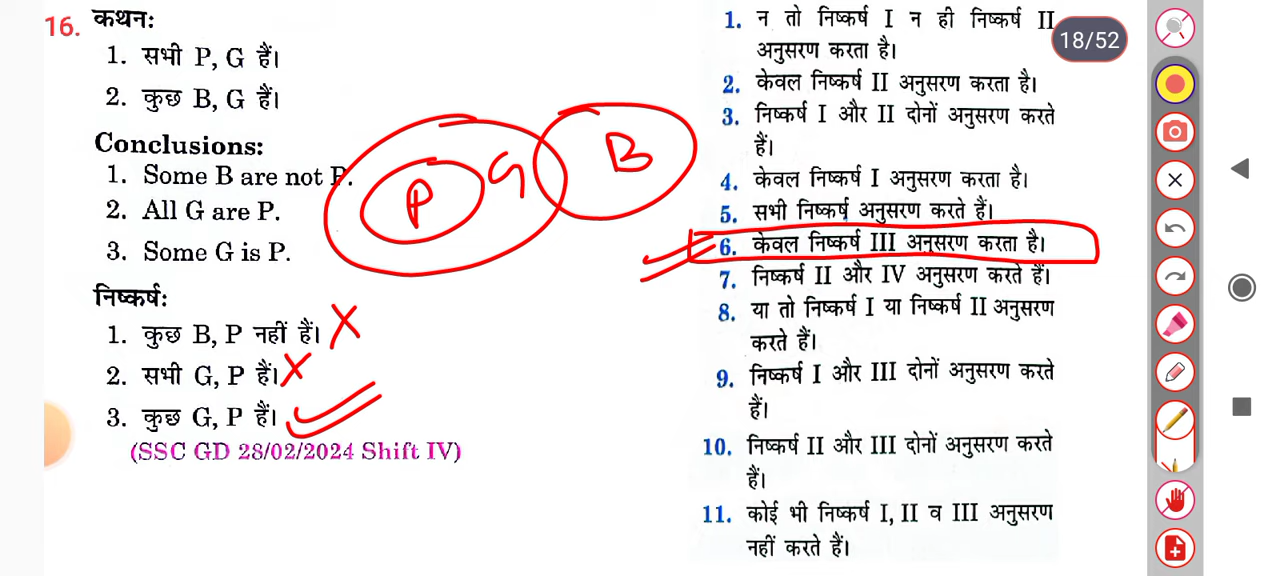 16. कथन:
1. सभी P, G हैं।
2. कुछ B, G हैं।
Conclusions:
1. Some B are not P.
2. All G are P.
3. Some G is P.
निष्कर्ष:
1. कुछ B, P नहीं हैं।
2. सभी G, P हैं।
3. कुछ G, P हैं।
(SSC GD 28/02/2024 Shift IV)
P G B
1. न तो निष्कर्ष I न ही निष्कर्ष II
अनुसरण करता है।
2. केवल निष्कर्ष II अनुसरण करता है।
3. निष्कर्ष I और II दोनों अनुसरण करते
हैं।
4. केवल निष्कर्ष I अनुसरण करता है।
5. सभी निष्कर्ष अनुसरण करते हैं।
6. केवल निष्कर्ष III अनुसरण करता है।
7. निष्कर्ष II और IV अनुसरण करते हैं।
8. या तो निष्कर्ष I या निष्कर्ष II अनुसरण
करते हैं।
9. निष्कर्ष I और III दोनों अनुसरण करते
हैं।
10. निष्कर्ष II और III दोनों अनुसरण करते
हैं।
11. कोई भी निष्कर्ष I, II व III अनुसरण
नहीं करते हैं।
18/52